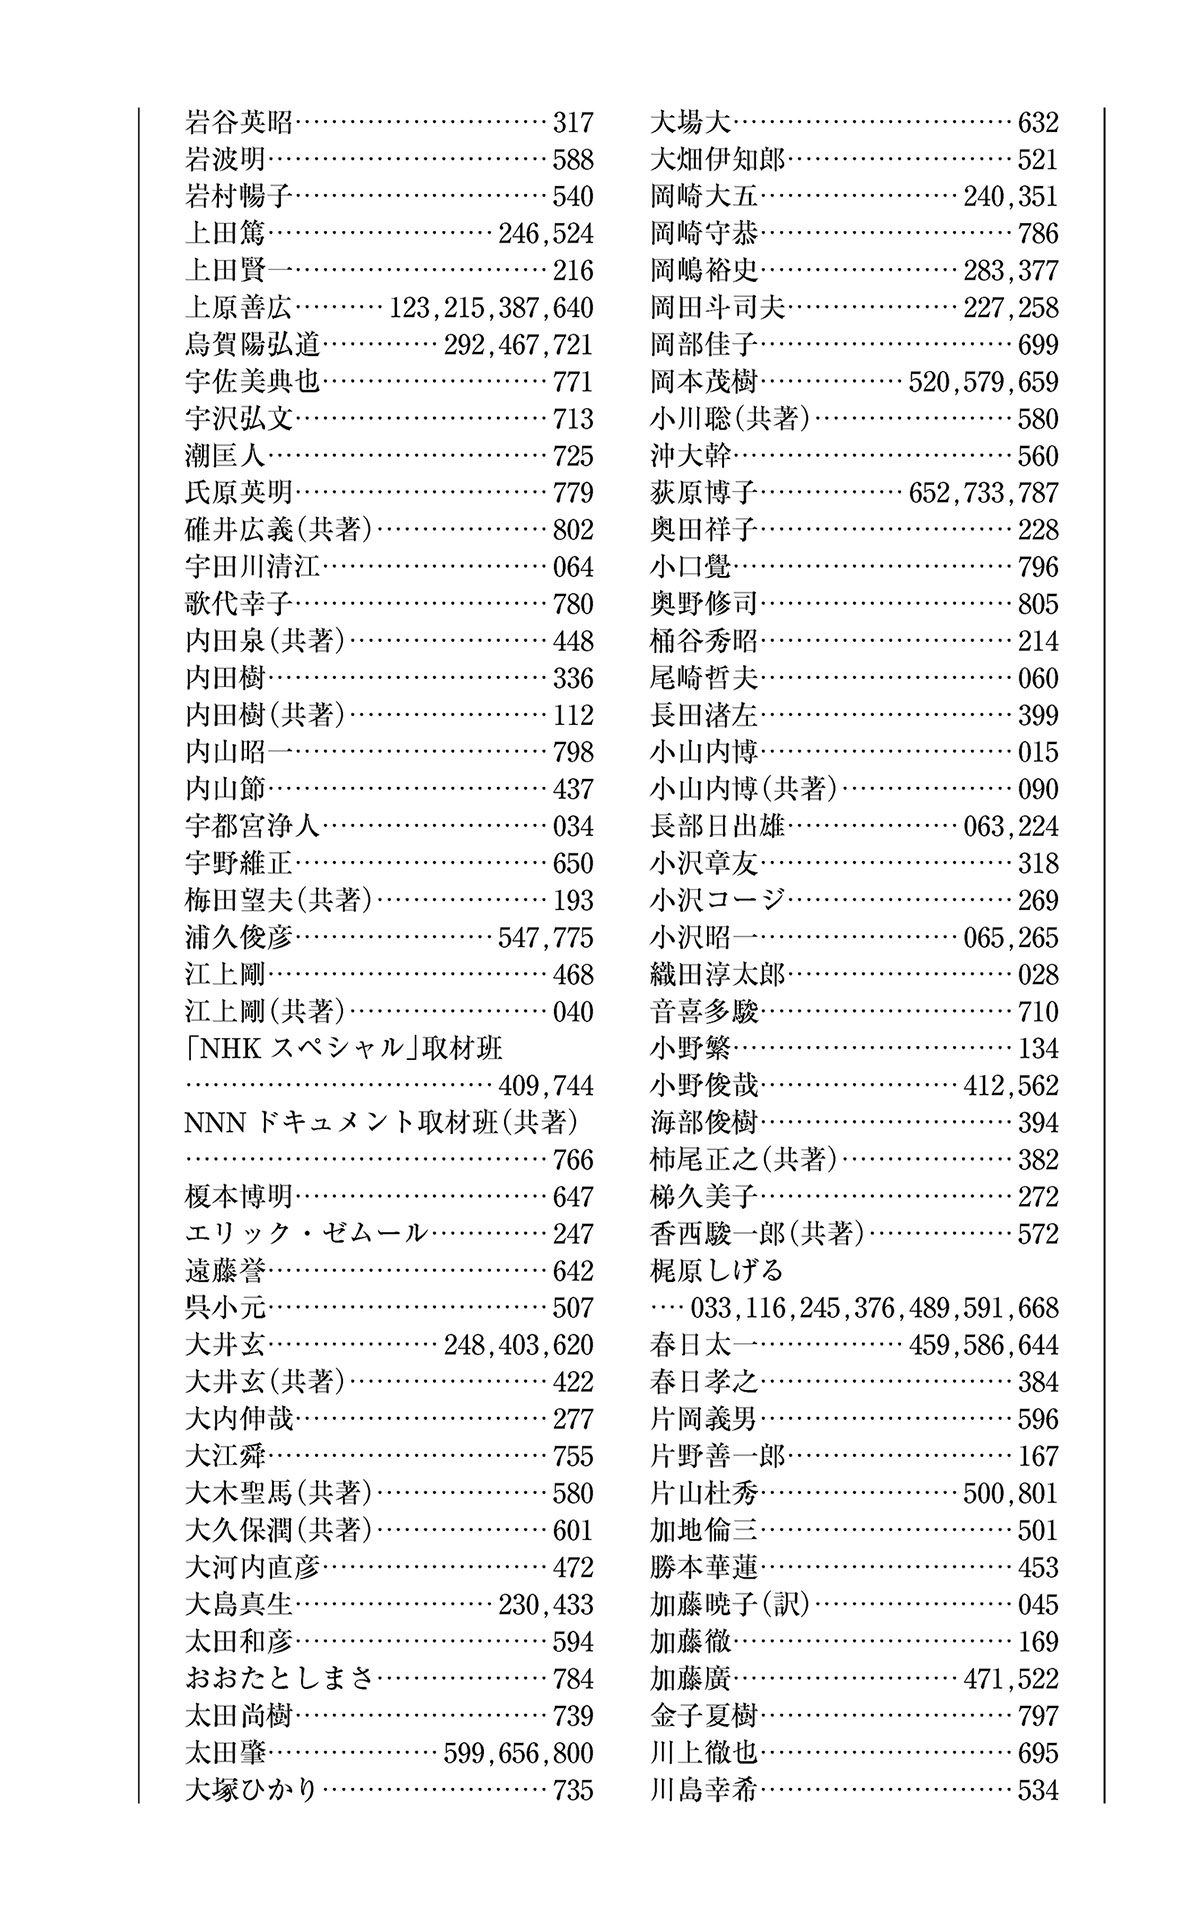 岩谷英昭…………………………317
岩波明……………………………588
岩村暢子…………………………540
上田篤………………………246,524
上田賢一…………………………216
上原善広…………123,215,387,640
烏賀陽弘道……………292,467,721
宇佐美典也………………………771
宇沢弘文…………………………713
潮匡人……………………………725
氏原英明…………………………779
碓井広義(共著)…………………802
宇田川清江………………………064
歌代幸子…………………………780
内田泉(共著)……………………448
内田樹……………………………336
内田樹(共著)……………………112
内山昭一…………………………798
内山節……………………………437
宇都宮浄人………………………034
宇野維正…………………………650
梅田望夫(共著)…………………193
浦久俊彦……………………547,775
江上剛……………………………468
江上剛(共著)……………………040
「NHK スペシャル」取材班
………………………………409,744
NNN ドキュメント取材班(共著)
……………………………………766
榎本博明…………………………647
エリック・ゼムール……………247
遠藤誉……………………………642
呉小元……………………………507
大井玄…………………248,403,620
大井玄(共著)……………………422
大内伸哉…………………………277
大江舜……………………………755
大木聖馬(共著)…………………580
大久保潤(共著)…………………601
大河内直彦………………………472
大島真生……………………230,433
太田和彦…………………………594
おおたとしまさ…………………784
太田尚樹…………………………739
太田肇…………………599,656,800
大塚ひかり………………………735
大場大……………………………632
大畑伊知郎………………………521
岡崎大五……………………240,351
岡崎守恭…………………………786
岡嶋裕史……………………283,377
岡田斗司夫…………………227,258
岡部佳子…………………………699
岡本茂樹………………520,579,659
小川聡(共著)……………………580
沖大幹……………………………560
荻原博子………………652,733,787
奥田祥子…………………………228
小口覺……………………………796
奥野修司…………………………805
桶谷秀昭…………………………214
尾崎哲夫…………………………060
長田渚左…………………………399
小山内博…………………………015
小山内博(共著)…………………090
長部日出雄…………………063,224
小沢章友…………………………318
小沢コージ………………………269
小沢昭一……………………065,265
織田淳太郎………………………028
音喜多駿…………………………710
小野繁……………………………134
小野俊哉……………………412,562
海部俊樹…………………………394
柿尾正之(共著)…………………382
梯久美子…………………………272
香西駿一郎(共著)………………572
梶原しげる
…‥033,116,245,376,489,591,668
春日太一………………459,586,644
春日孝之…………………………384
片岡義男…………………………596
片野善一郎………………………167
片山杜秀……………………500,801
加地倫三…………………………501
勝本華蓮…………………………453
加藤暁子(訳)……………………045
加藤徹……………………………169
加藤廣………………………471,522
金子夏樹…………………………797
川上徹也…………………………695
川島幸希…………………………534